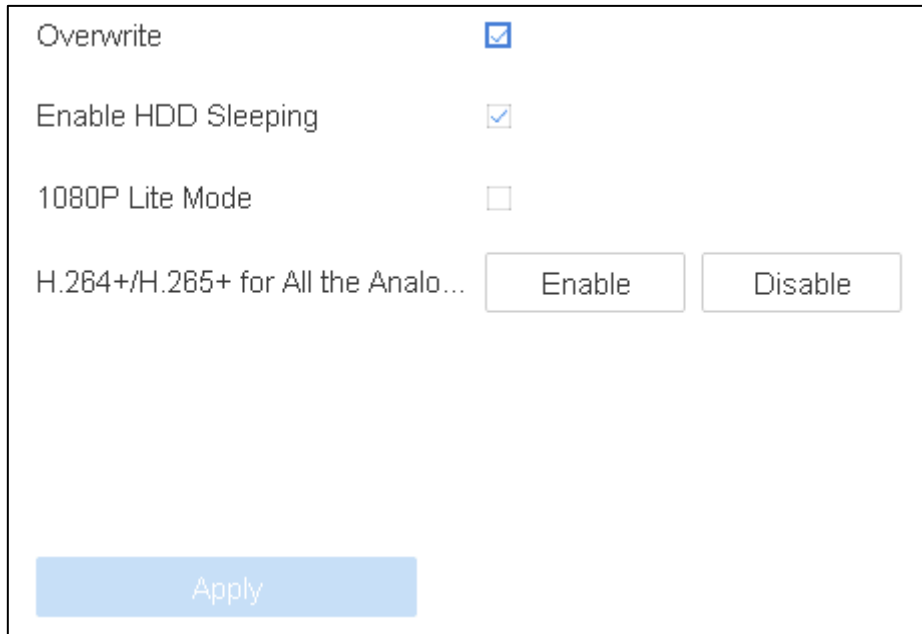 Overwrite
Enable HDD Sleeping
1080P Lite Mode
H.264+/H.265+ for All the Analo... Enable Disable
Apply